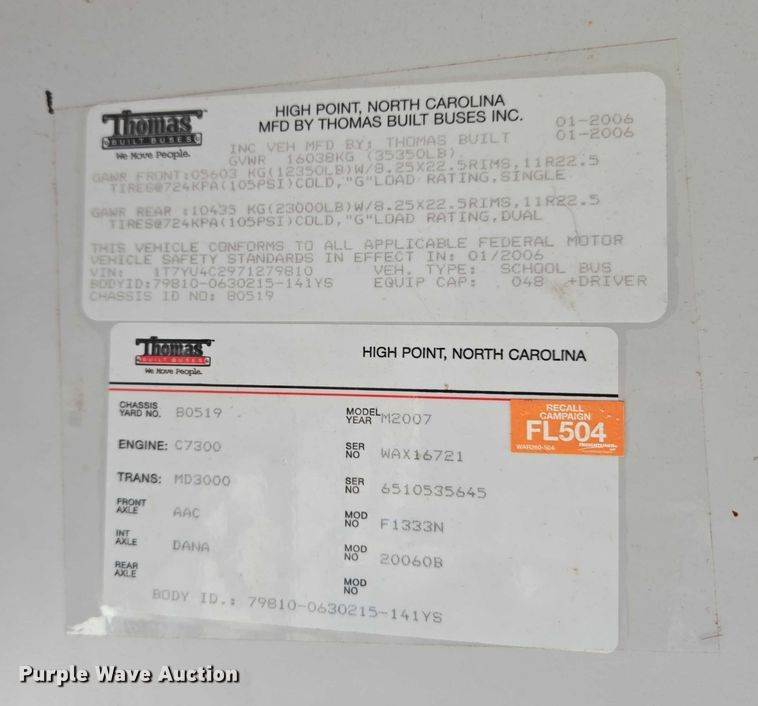 Thomas
BUILT BUSES
We Move People.
HIGH POINT, NORTH CAROLINA
MFD BY THOMAS BUILT BUSES INC.
01-2006
INC VEH MFD BY: THOMAS BUILT 01-2006
GVWR 16038KG (35350LB)
GAWR FRONT:05603 KG(12350LB)W/8.25X22.5RIMS,11R22.5
TIRES@724KPA(105PSI)COLD,"G"LOAD RATING,SINGLE
GAWR REAR :10435 KG(23000LB)W/8.25X22.5RIMS,11R22.5
TIRES@724KPA(105PSI)COLD,"G"LOAD RATING,DUAL
THIS VEHICLE CONFORMS TO ALL APPLICABLE FEDERAL MOTOR
VEHICLE SAFETY STANDARDS IN EFFECT IN: 01/2006
VIN: 1T7YU4C2971279810 VEH. TYPE: SCHOOL BUS
BODYID:79810-0630215-141YS EQUIP CAP: 048 +DRIVER
CHASSIS ID NO: 80519
Thomas
BUILT BUSES
We Move People.
HIGH POINT, NORTH CAROLINA
CHASSIS YARD NO. 80519 MODEL YEAR M2007
RECALL
CAMPAIGN
FL504
FREIGHTLINER
WAR260-504
ENGINE: C7300 SER NO WAX16721
TRANS: MD3000 SER NO 6510535645
FRONT AXLE AAC MOD NO F1333N
INT AXLE DANA MOD NO 20060B
REAR AXLE MOD NO
BODY ID.: 79810-0630215-141YS
Purple Wave Auction